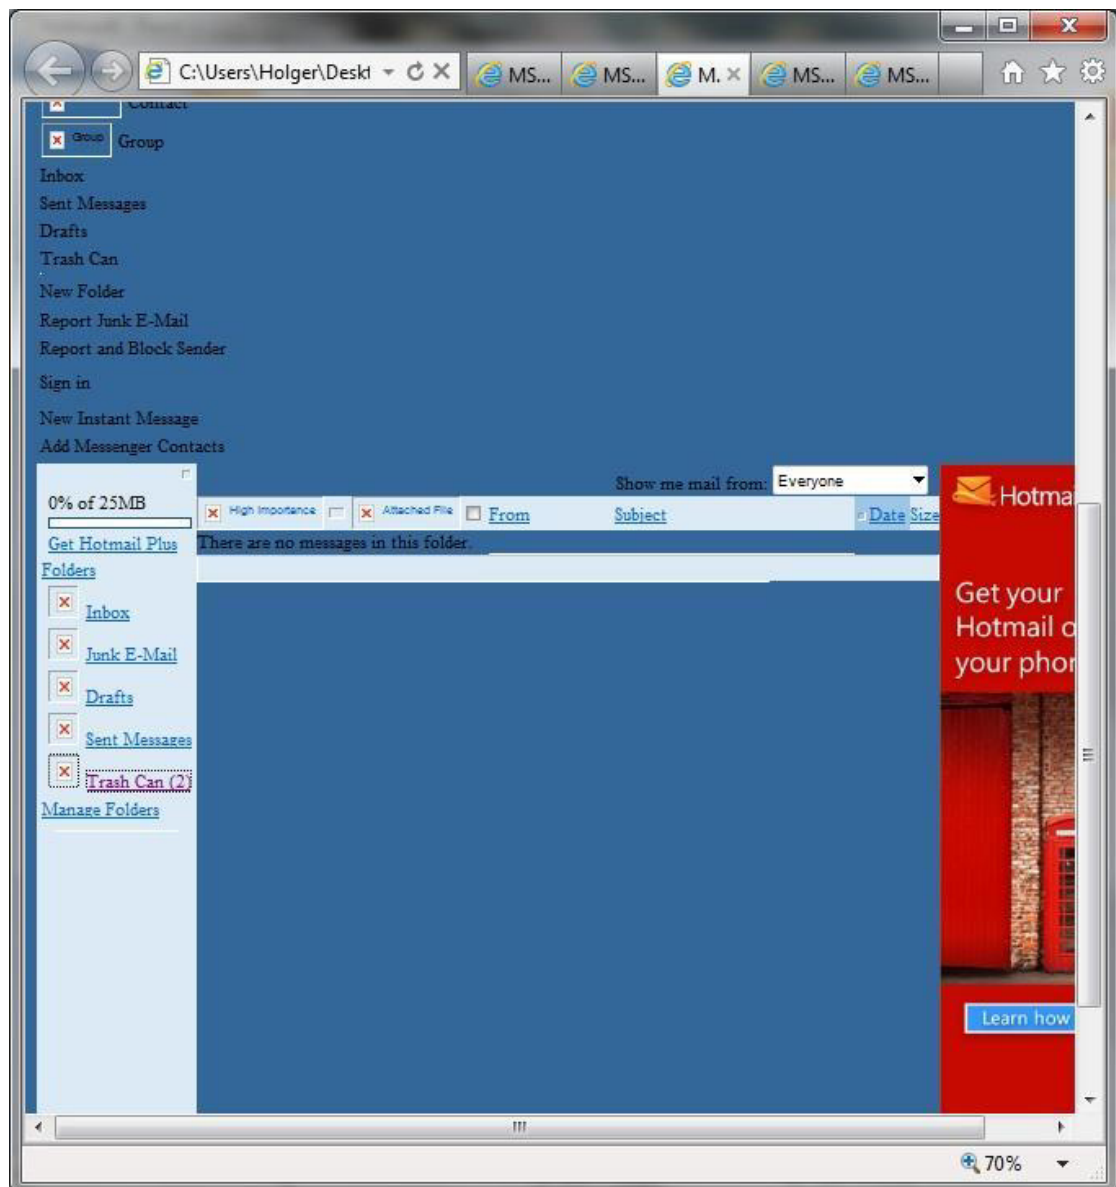 C:\Users\Holger\Deskt
MS...
MS...
M.
MS...
MS...
Contact
Group Group
Inbox
Sent Messages
Drafts
Trash Can
New Folder
Report Junk E-Mail
Report and Block Sender
Sign in
New Instant Message
Add Messenger Contacts
Show me mail from: Everyone
0% of 25MB
High Importance Attached File From Subject Date Size
Get Hotmail Plus
There are no messages in this folder.
Folders
Inbox
Junk E-Mail
Drafts
Sent Messages
Trash Can (2)
Manage Folders
Hotma
Get your
Hotmail o
your phor
Learn how
70%